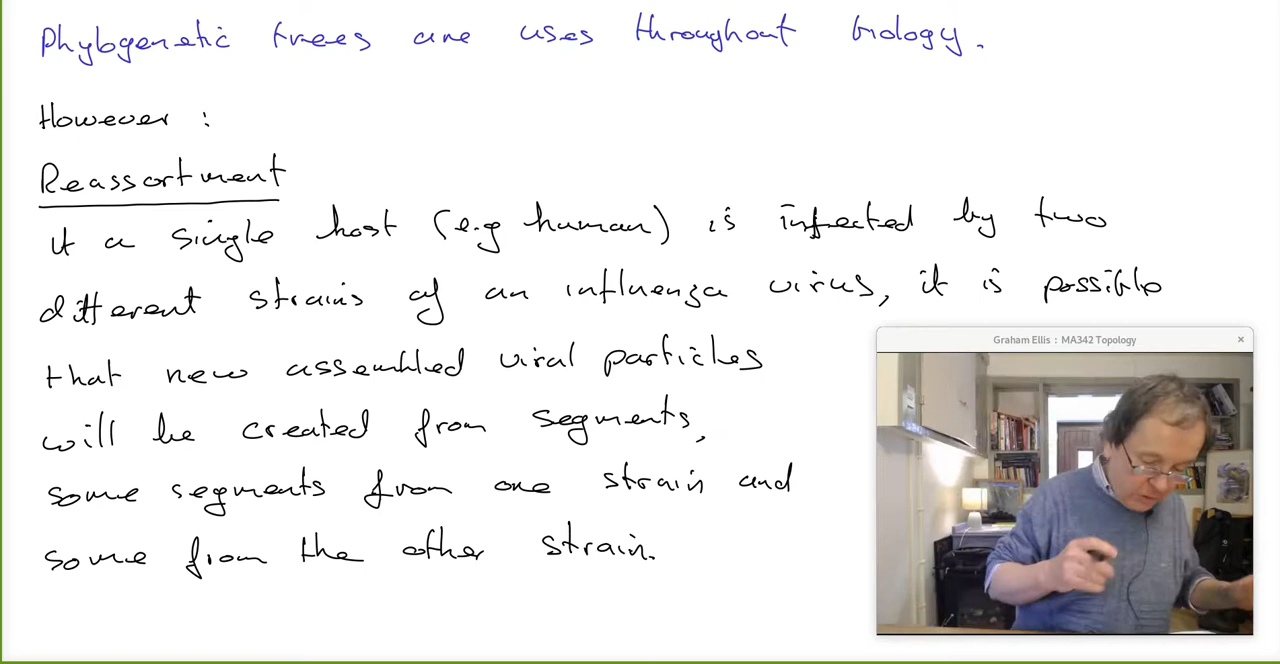 Phylogenetic trees are uses throughout biology.
However :
Reassortment
if a single host (e.g human) is infected by two
different strains of an influenza virus, it is possible
that new assembled viral particles
will be created from segments,
some segments from one strain and
some from the other strain.
Graham Ellis : MA342 Topology ×